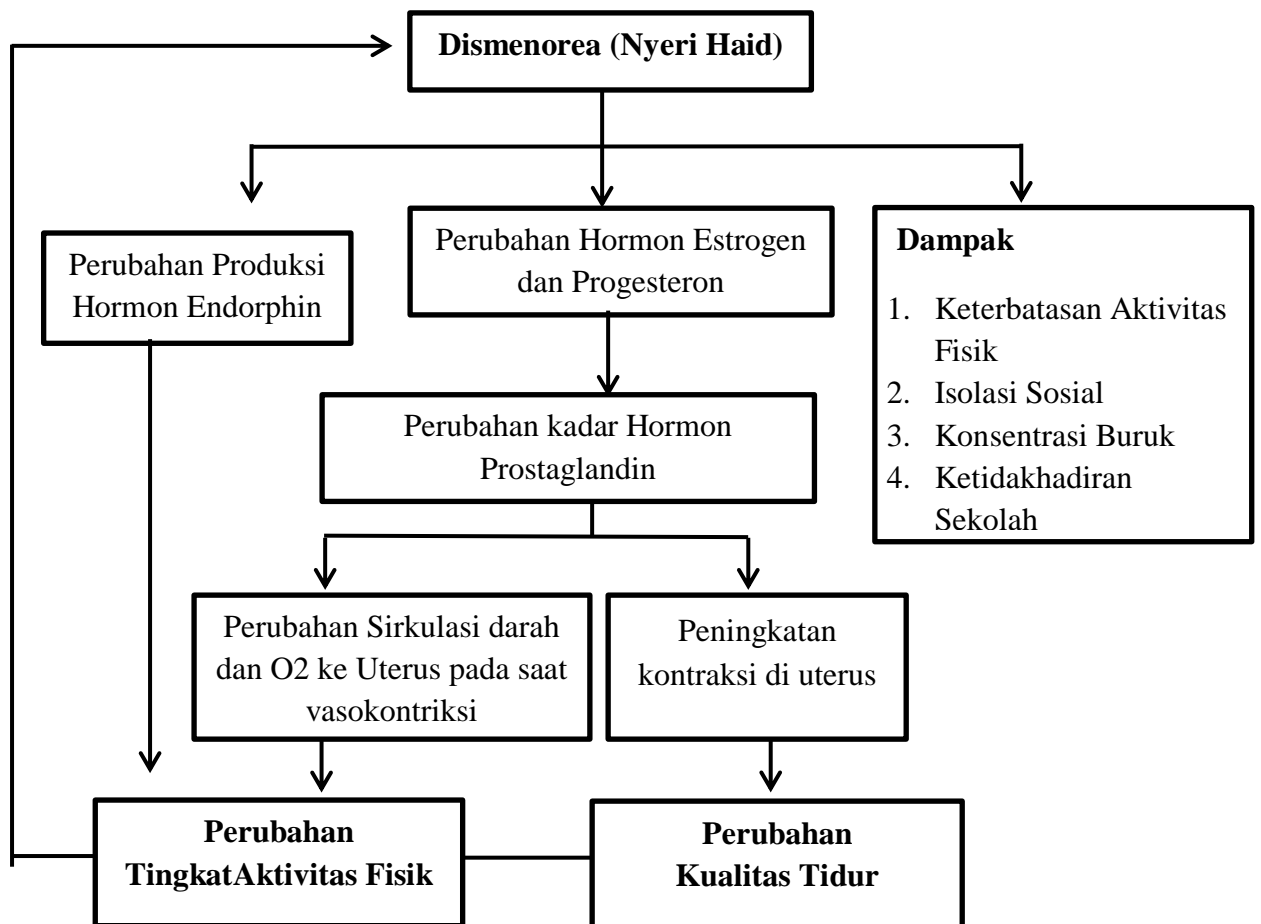 Dismenorea (Nyeri Haid)
Perubahan Produksi
Hormon Endorphin
Perubahan Hormon Estrogen
dan Progesteron
Dampak
1. Keterbatasan Aktivitas
Fisik
2. Isolasi Sosial
3. Konsentrasi Buruk
4. Ketidakhadiran
Sekolah
Perubahan kadar Hormon
Prostaglandin
Perubahan Sirkulasi darah
dan O2 ke Uterus pada saat
vasokontriksi
Peningkatan
kontraksi di uterus
Perubahan
TingkatAktivitas Fisik
Perubahan
Kualitas Tidur